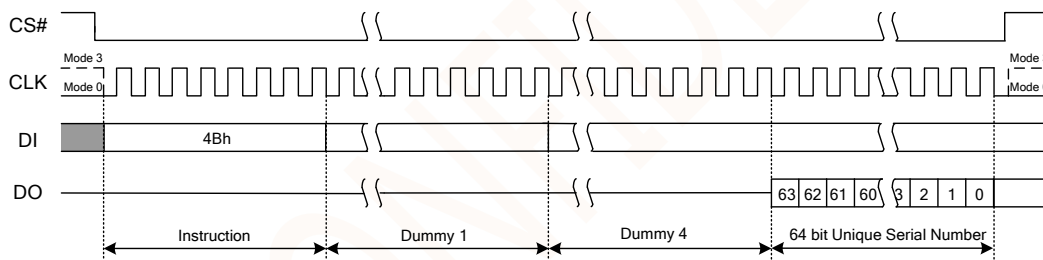 CS#
Mode 3
Mode 3
CLK
Mode 0
Mode
DI
4Bh
DO
63 62 61 60 3 2 1 0
Instruction
Dummy 1
Dummy 4
64 bit Unique Serial Number